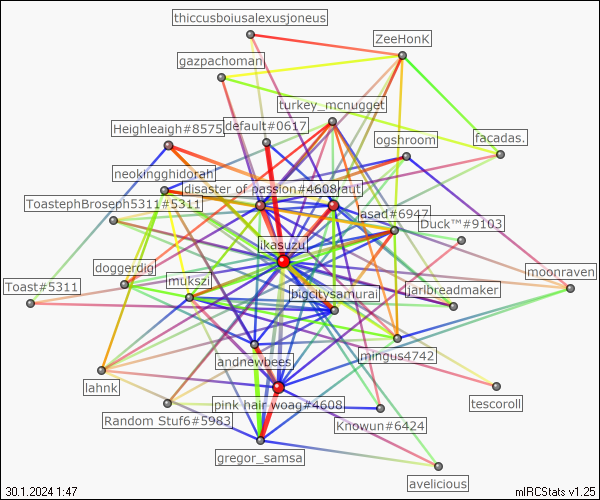 thiccusboiusalexusjoneus
ZeeHonK
gazpachoman
turkey_mcnugget
Heighleaigh#8575
default#0617
ogshroom
facadas.
neokingghidorah
disaster of passion#4608
raut
ToastephBroseph5311#5311
asad#6947
Duck™#9103
ikasuzu
doggerdig
mukszi
moonraven
Toast#5311
bigcitysamurai
jarlbreadmaker
andnewbees
mingus4742
lahnk
pink hair woag#4608
tescoroll
Random Stuf6#5983
Knowun#6424
gregor_samsa
avelicious
30.1.2024 1:47
mIRCStats v1.25